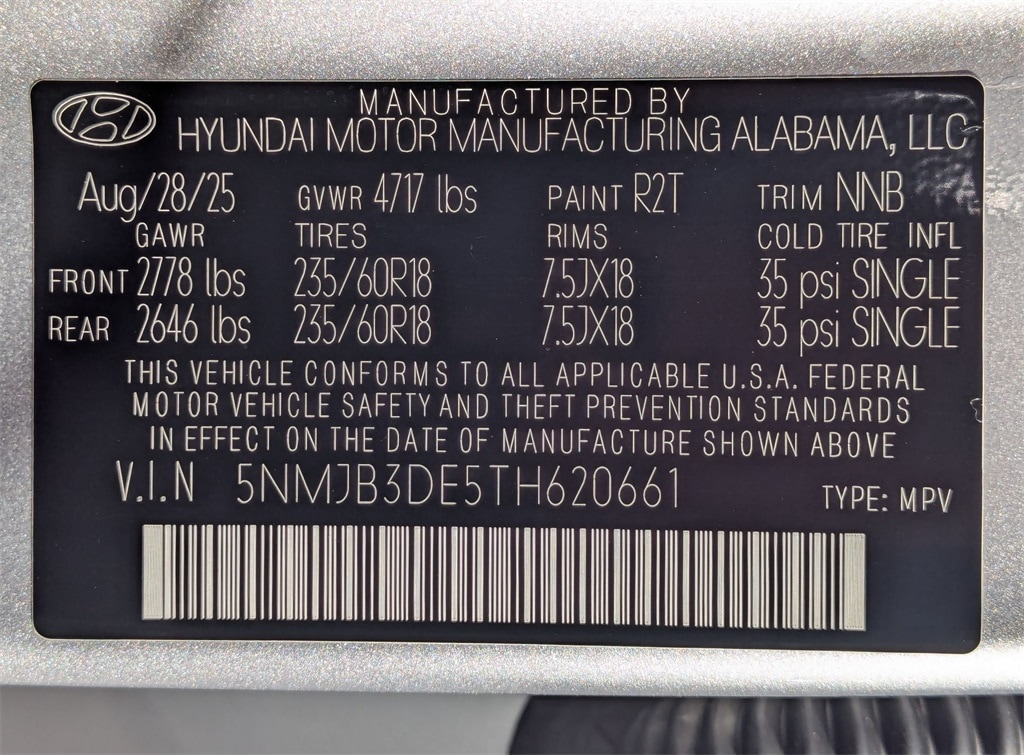 MANUFACTURED BY
HYUNDAI MOTOR MANUFACTURING ALABAMA, LLC
Aug/28/25 GVWR 4717 lbs PAINT R2T TRIM NNB
GAWR TIRES RIMS COLD TIRE INFL
FRONT 2778 lbs 235/60R18 7.5JX18 35 psi SINGLE
REAR 2646 lbs 235/60R18 7.5JX18 35 psi SINGLE
THIS VEHICLE CONFORMS TO ALL APPLICABLE U.S.A. FEDERAL
MOTOR VEHICLE SAFETY AND THEFT PREVENTION STANDARDS
IN EFFECT ON THE DATE OF MANUFACTURE SHOWN ABOVE
V.I.N 5NMJB3DE5TH620661 TYPE: MPV